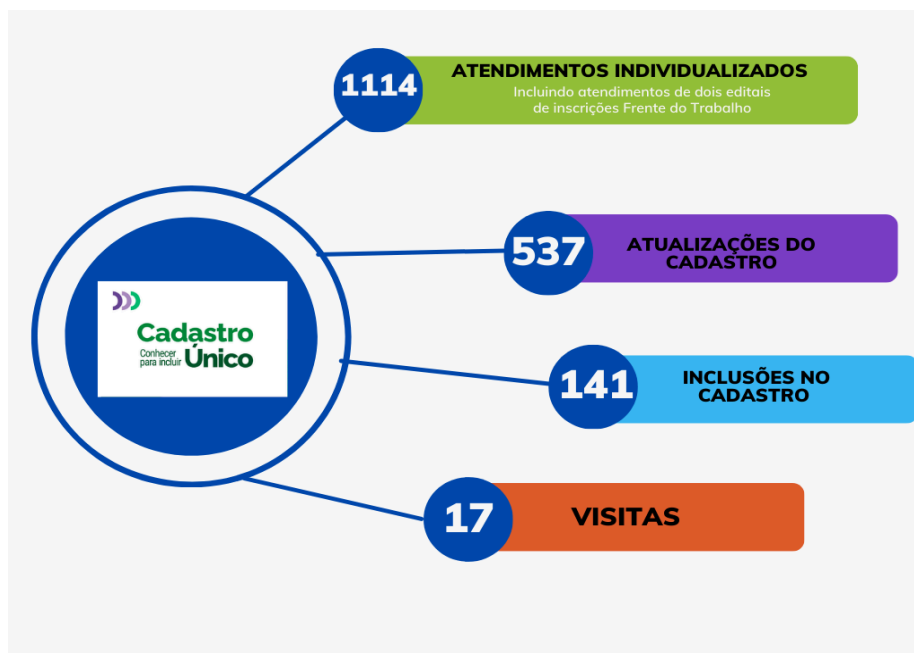 1114
ATENDIMENTOS INDIVIDUALIZADOS
Incluindo atendimentos de dois editais
de inscrições Frente do Trabalho
537
ATUALIZAÇÕES DO
CADASTRO
Cadastro
Conhecer
para incluir Único
141
INCLUSÕES NO
CADASTRO
17
VISITAS